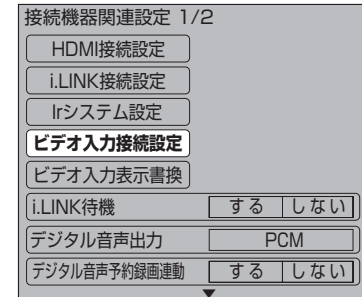 接続機器関連設定 1/2
HDMI接続設定
i.LINK接続設定
Irシステム設定
ビデオ入力接続設定
ビデオ入力表示書換
i.LINK待機 する しない
デジタル音声出力 PCM
デジタル音声予約録画連動 する しない